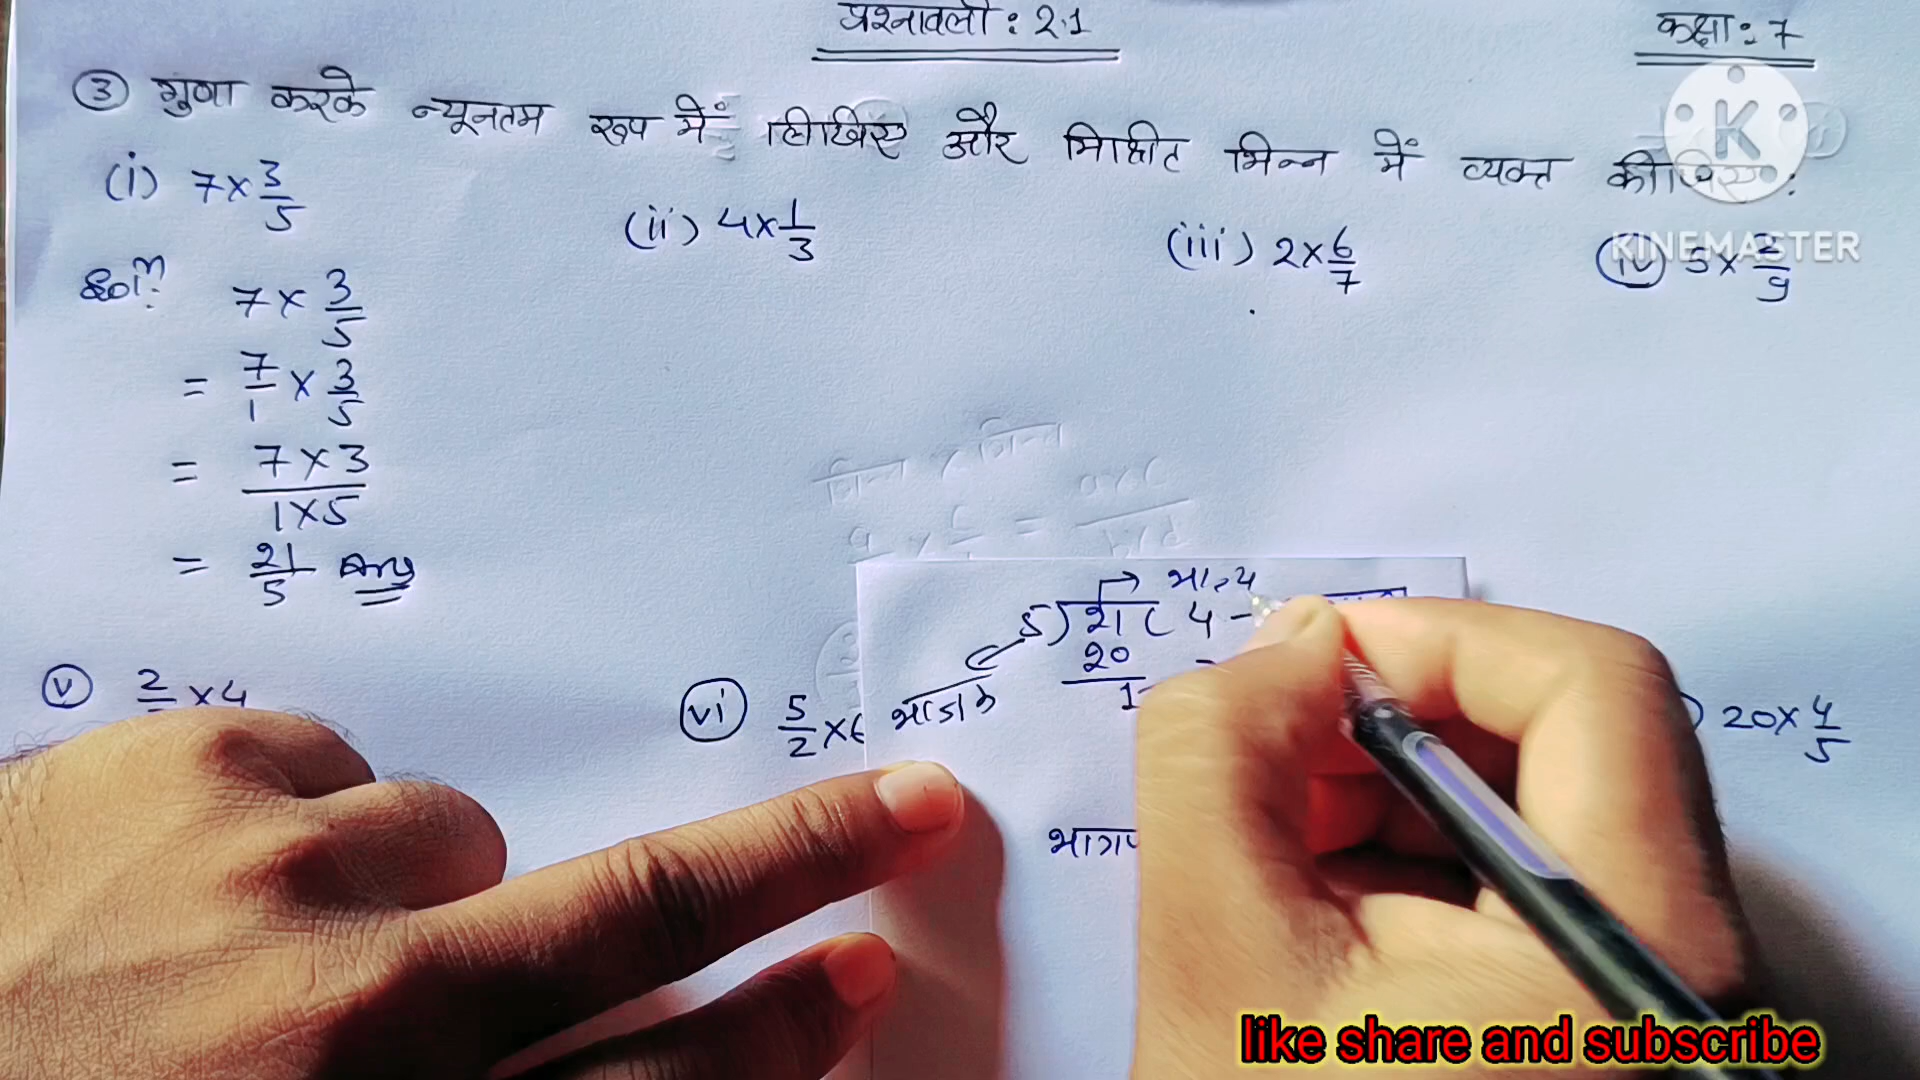 प्रश्नावली : 2.1
कक्षा : 7
③ गुणा करके न्यूनतम रूप में लिखिए और मिश्रित भिन्न में व्यक्त कीजिए :
(i) 7 × 3/5
(ii) 4 × 1/3
(iii) 2 × 6/7
(iv) 5 × 2/9
Solⁿ. 7 × 3/5
= 7/1 × 3/5
= 7 × 3 / 1 × 5
= 21/5 Ans
5 ) 21 ( 4 -
20
1
भाजक
(v) 2/ × 4
(vi) 5/2 × 6
) 20 × 4/5
K
KINEMASTER
like share and subscribe